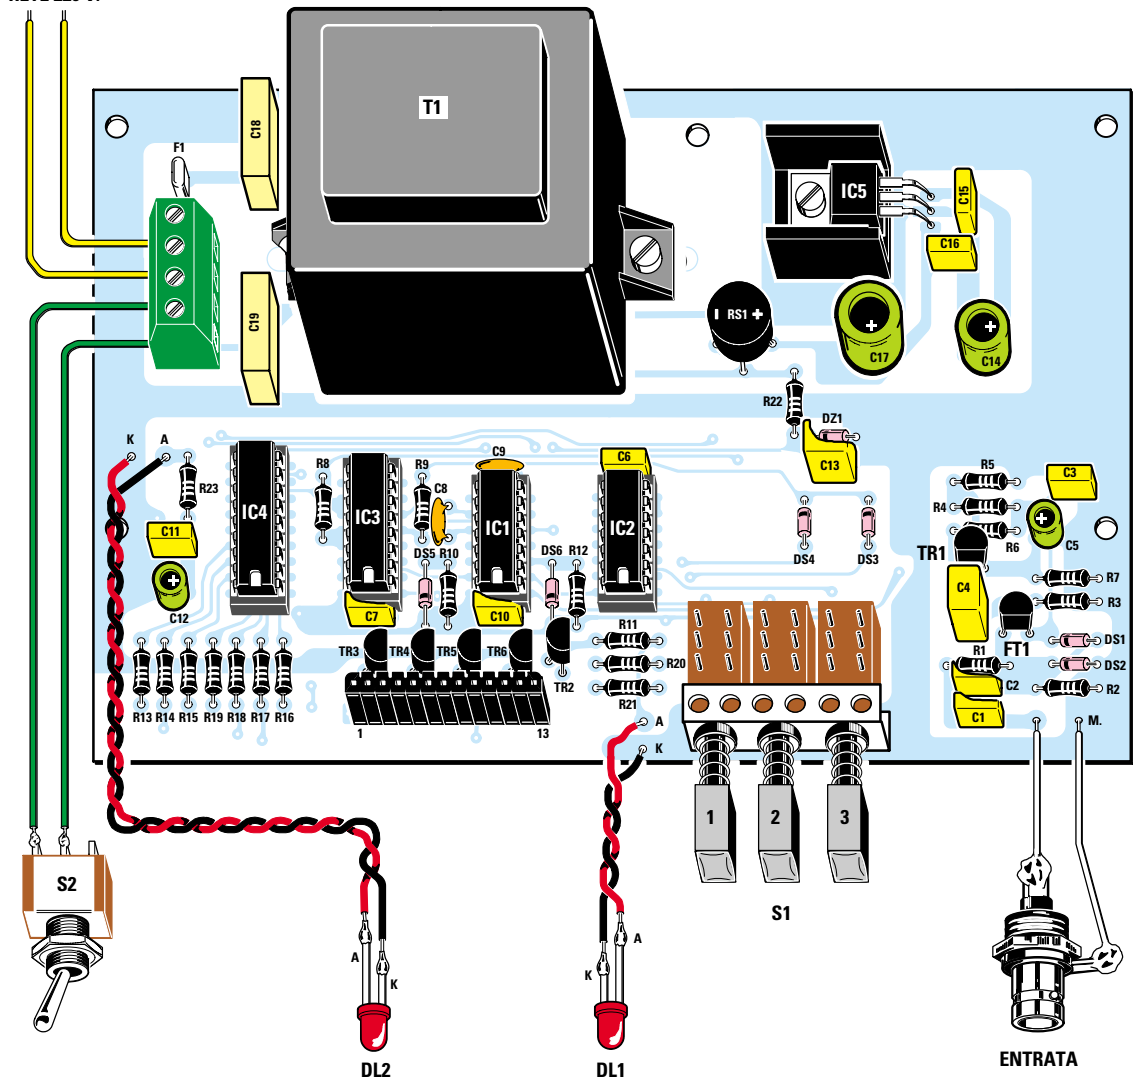 T1
C18
F1
IC5
C15
C16
C19
RS1
C17
C14
R22
DZ1
K
A
C9
C6
C13
R8
R9
R5
C3
R23
C8
R4
IC4
IC3
IC1
IC2
C11
R6
C5
TR1
DS5
R10
DS6
R12
DS4
DS3
R7
C4
R3
C12
C7
C10
R11
FT1
DS1
TR3
TR4
TR5
TR6
R1
R20
DS2
TR2
C2
R2
R13
R14
R15
R19
R18
R17
R16
R21
C1
1
13
A
M.
K
1
2
3
S2
S1
A
A
K
K
ENTRATA
DL2
DL1